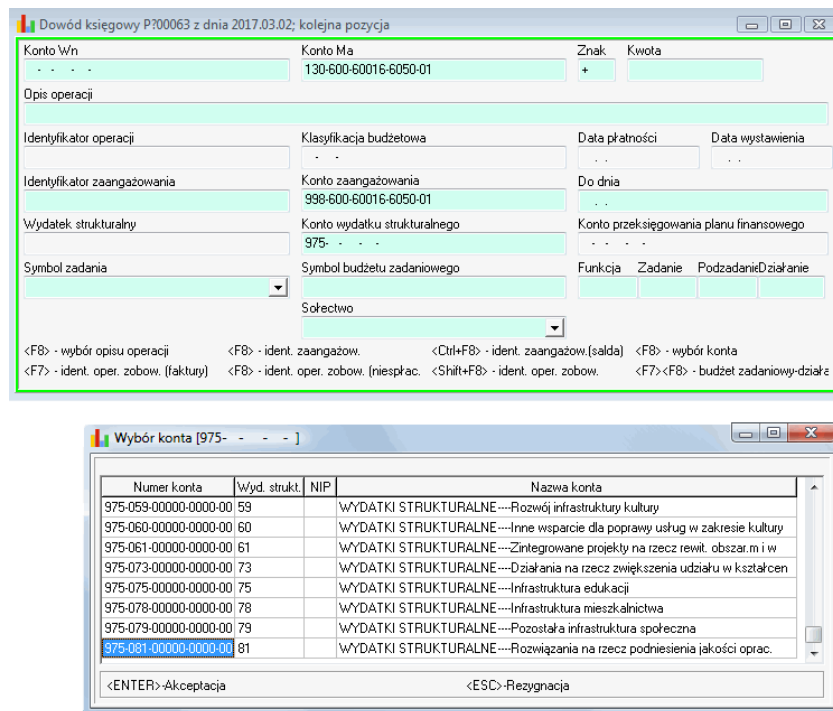 Dowód księgowy P?00063 z dnia 2017.03.02; kolejna pozycja
Konto Wn Konto Ma Znak Kwota
- - - - 130-600-60016-6050-01 +
Opis operacji
Identyfikator operacji Klasyfikacja budżetowa Data płatności Data wystawienia
- - . . . .
Identyfikator zaangażowania Konto zaangażowania Do dnia
998-600-60016-6050-01 . .
Wydatek strukturalny Konto wydatku strukturalnego Konto przeksięgowania planu finansowego
975- - - - - - - -
Symbol zadania Symbol budżetu zadaniowego Funkcja Zadanie PodzadanieDziałanie
Sołectwo
<F8> - wybór opisu operacji <F8> - ident. zaangażow. <Ctrl+F8> - ident. zaangażow.(salda) <F8> - wybór konta
<F7> - ident. oper. zobow. (faktury) <F8> - ident. oper. zobow. (niespłac. <Shift+F8> - ident. oper. zobow. <F7><F8> - budżet zadaniowy-działa
Wybór konta [975- - - - ]
Numer konta Wyd. strukt. NIP Nazwa konta
975-059-00000-0000-00 59 WYDATKI STRUKTURALNE----Rozwój infrastruktury kultury
975-060-00000-0000-00 60 WYDATKI STRUKTURALNE----Inne wsparcie dla poprawy usług w zakresie kultury
975-061-00000-0000-00 61 WYDATKI STRUKTURALNE----Zintegrowane projekty na rzecz rewit. obszar.m i w
975-073-00000-0000-00 73 WYDATKI STRUKTURALNE----Działania na rzecz zwiększenia udziału w kształcen
975-075-00000-0000-00 75 WYDATKI STRUKTURALNE----Infrastruktura edukacji
975-078-00000-0000-00 78 WYDATKI STRUKTURALNE----Infrastruktura mieszkalnictwa
975-079-00000-0000-00 79 WYDATKI STRUKTURALNE----Pozostała infrastruktura społeczna
975-081-00000-0000-00 81 WYDATKI STRUKTURALNE----Rozwiązania na rzecz podniesienia jakości oprac.
<ENTER>-Akceptacja <ESC>-Rezygnacja